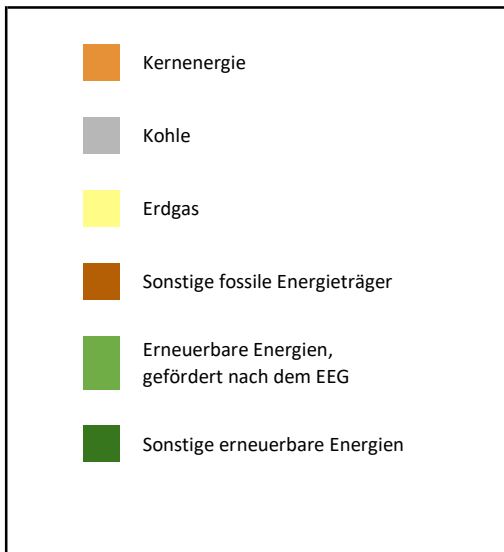 Kernenergie
Kohle
Erdgas
Sonstige fossile Energieträger
Erneuerbare Energien,
gefördert nach dem EEG
Sonstige erneuerbare Energien